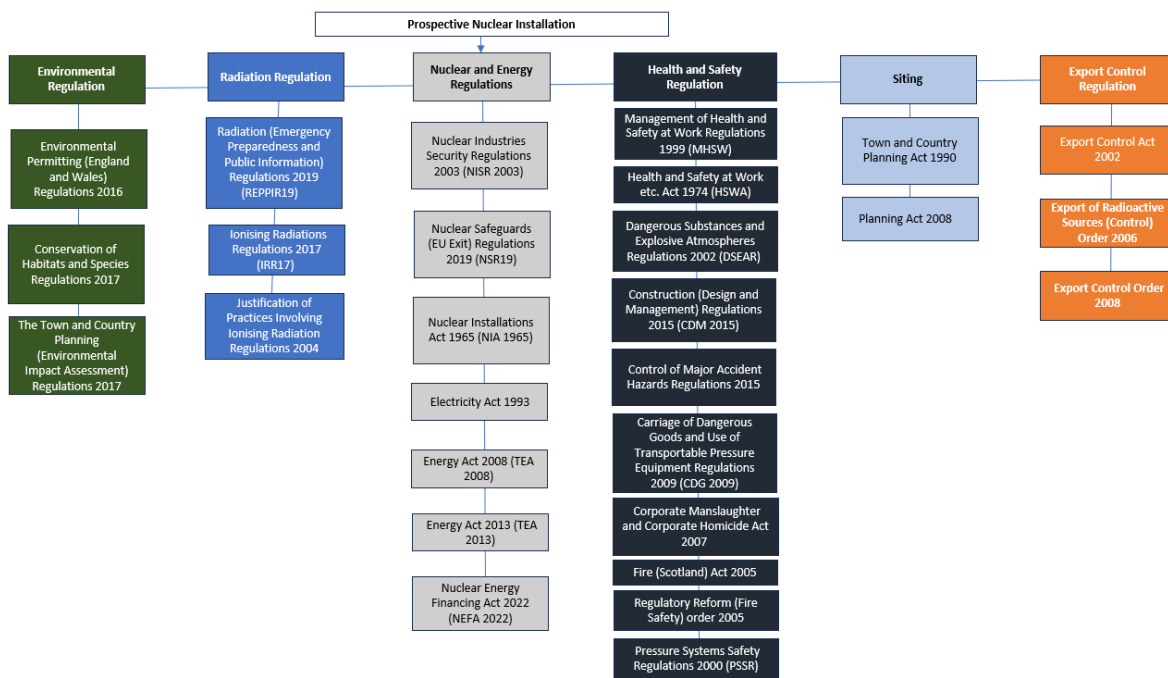 Prospective Nuclear Installation
Environmental
Regulation
Environmental
Permitting (England
and Wales)
Regulations 2016
Conservation of
Habitats and Species
Regulations 2017
The Town and Country
Planning
(Environmental
Impact Assessment)
Regulations 2017
Radiation Regulation
Radiation (Emergency
Preparedness and
Public Information)
Regulations 2019
(REPPIR19)
Ionising Radiations
Regulations 2017
(IRR17)
Justification of
Practices Involving
Ionising Radiation
Regulations 2004
Nuclear and Energy
Regulations
Nuclear Industries
Security Regulations
2003 (NISR 2003)
Nuclear Safeguards
(EU Exit) Regulations
2019 (NSR19)
Nuclear Installations
Act 1965 (NIA 1965)
Electricity Act 1993
Energy Act 2008 (TEA
2008)
Energy Act 2013 (TEA
2013)
Nuclear Energy
Financing Act 2022
(NEFA 2022)
Health and Safety
Regulation
Management of Health and
Safety at Work Regulations
1999 (MHSW)
Health and Safety at Work
etc. Act 1974 (HSWA)
Dangerous Substances and
Explosive Atmospheres
Regulations 2002 (DSEAR)
Construction (Design and
Management) Regulations
2015 (CDM 2015)
Control of Major Accident
Hazards Regulations 2015
Carriage of Dangerous
Goods and Use of
Transportable Pressure
Equipment Regulations
2009 (CDG 2009)
Corporate Manslaughter
and Corporate Homicide Act
2007
Fire (Scotland) Act 2005
Regulatory Reform (Fire
Safety) order 2005
Pressure Systems Safety
Regulations 2000 (PSSR)
Siting
Town and Country
Planning Act 1990
Planning Act 2008
Export Control
Regulation
Export Control Act
2002
Export of Radioactive
Sources (Control)
Order 2006
Export Control Order
2008